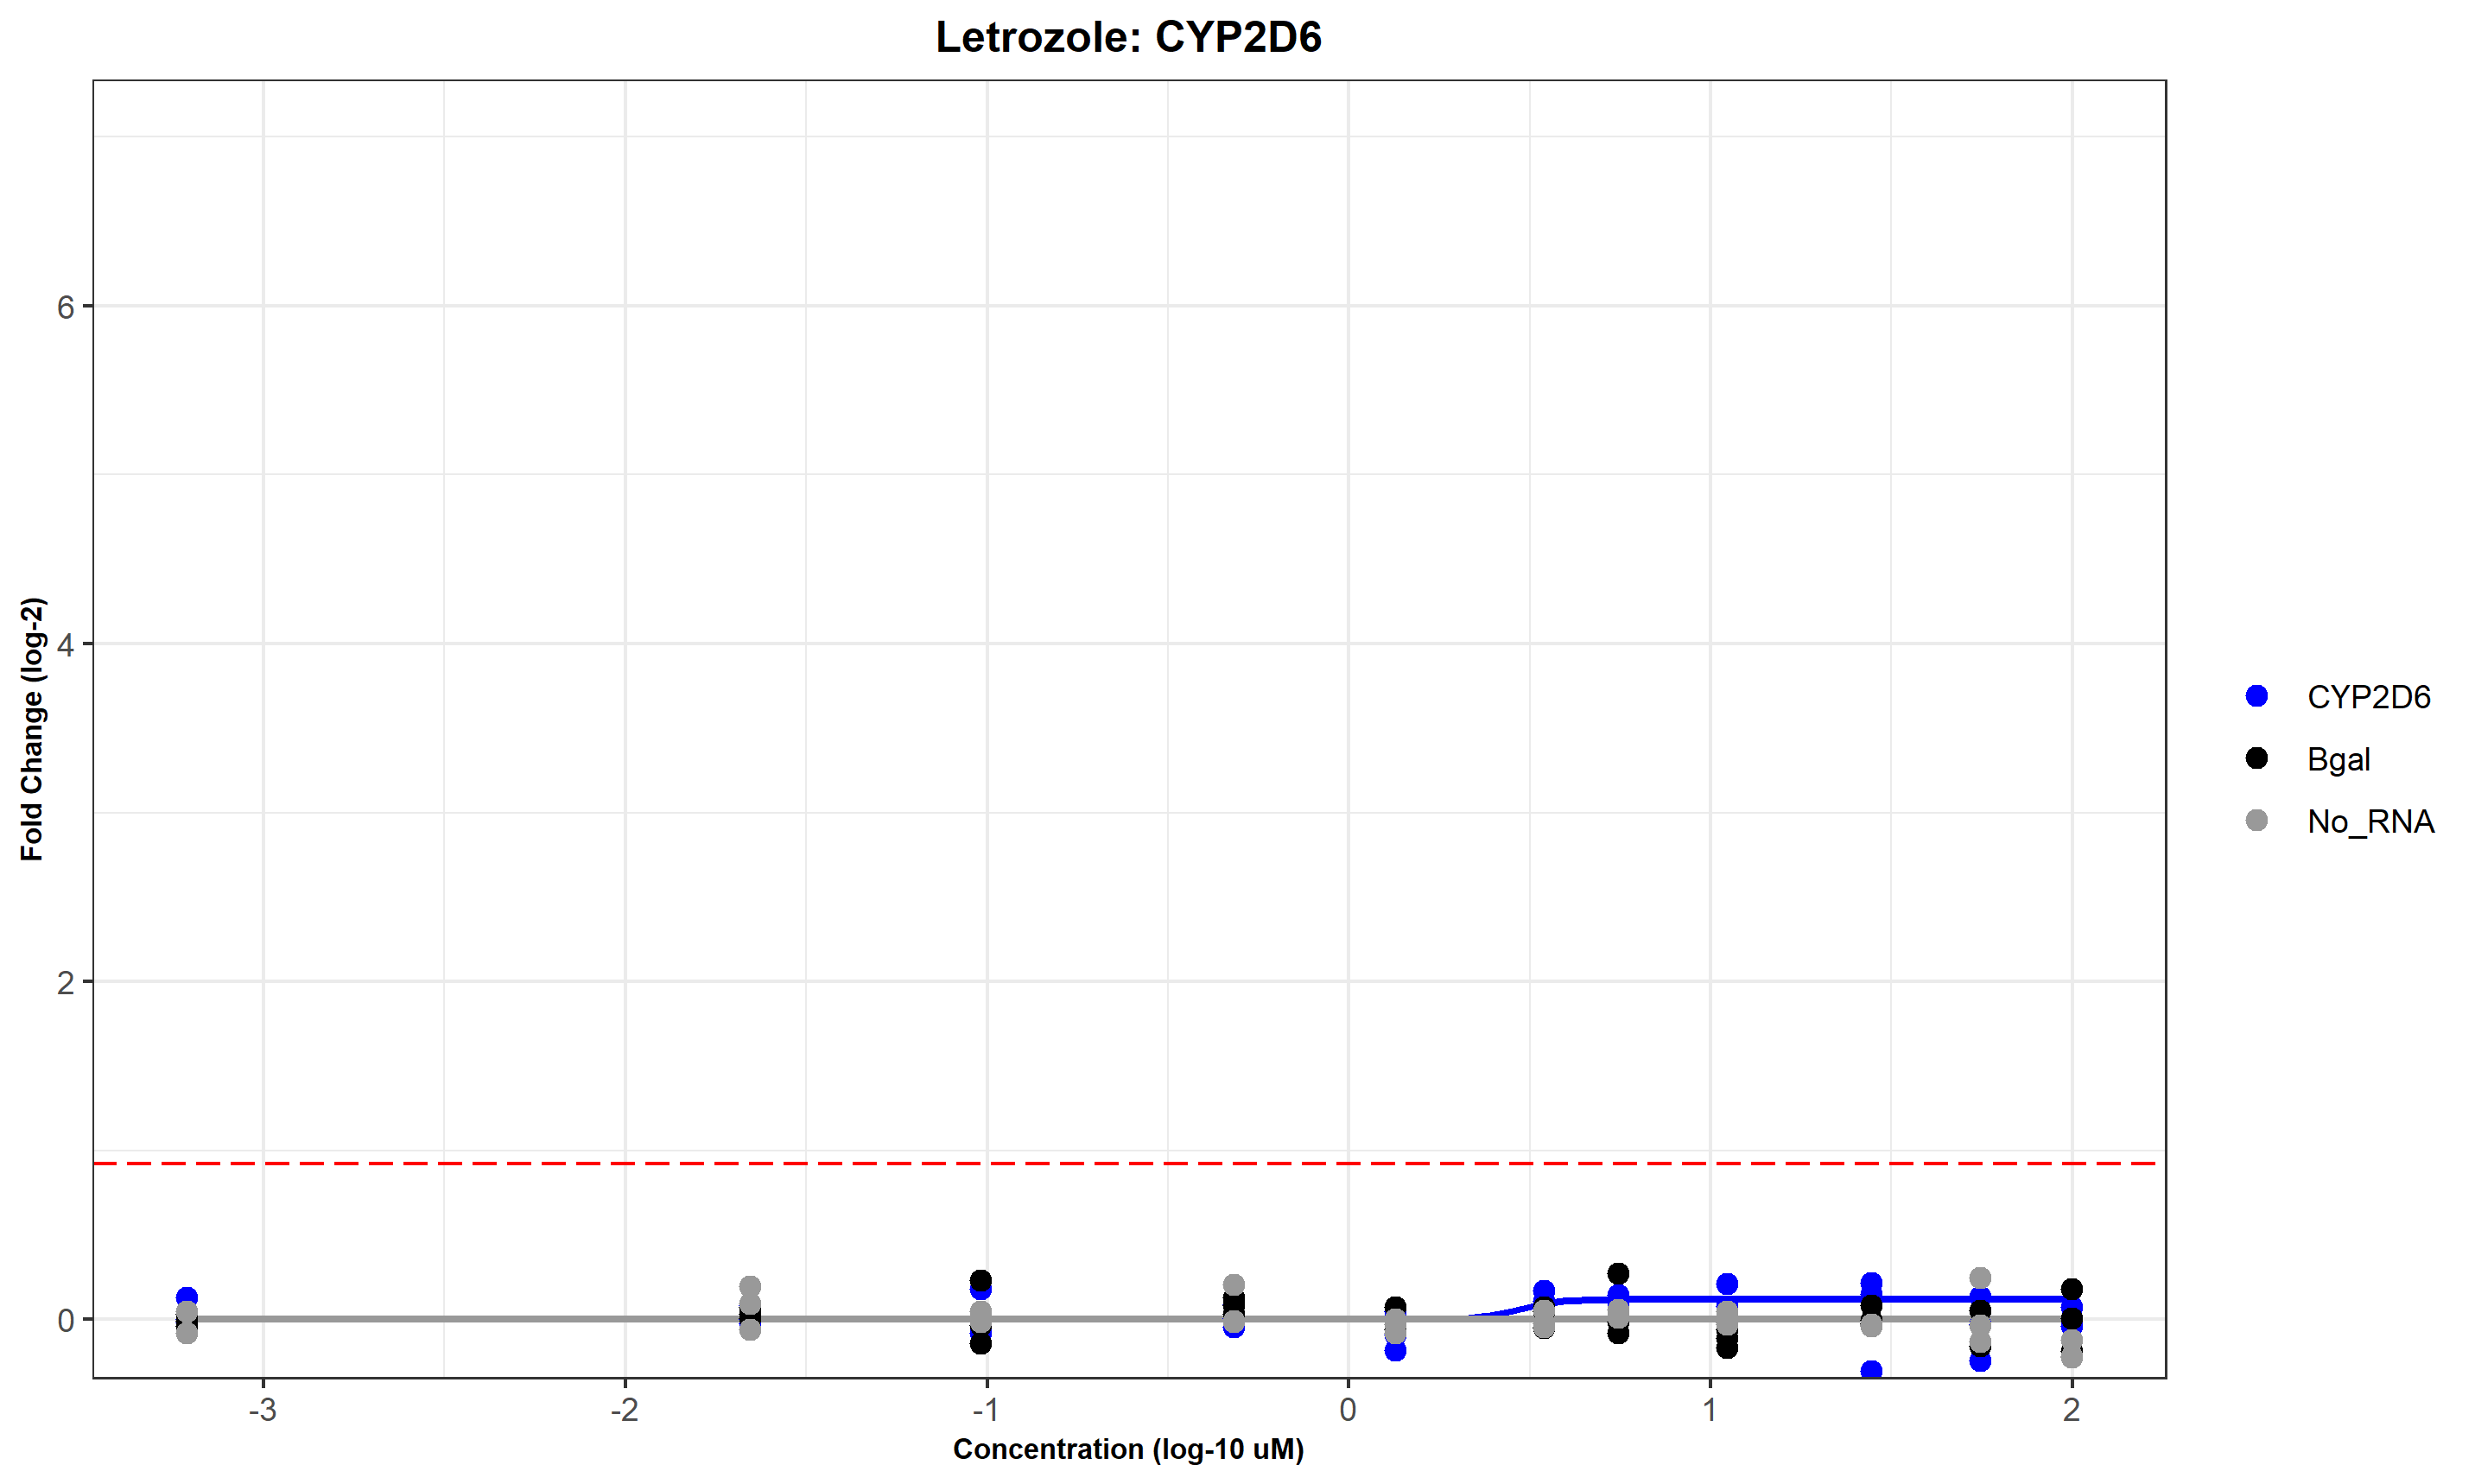 Letrozole: CYP2D6
Fold Change (log-2)
6
4
2
0
-3
-2
-1
0
1
2
Concentration (log-10 uM)
CYP2D6
Bgal
No_RNA